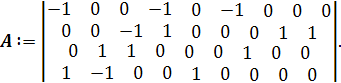 A := | -1 0 0 -1 0 -1 0 0 0
0 0 -1 1 0 0 0 0 1 1
0 1 1 0 0 0 1 0 0
1 -1 0 0 1 0 0 0 0 | .